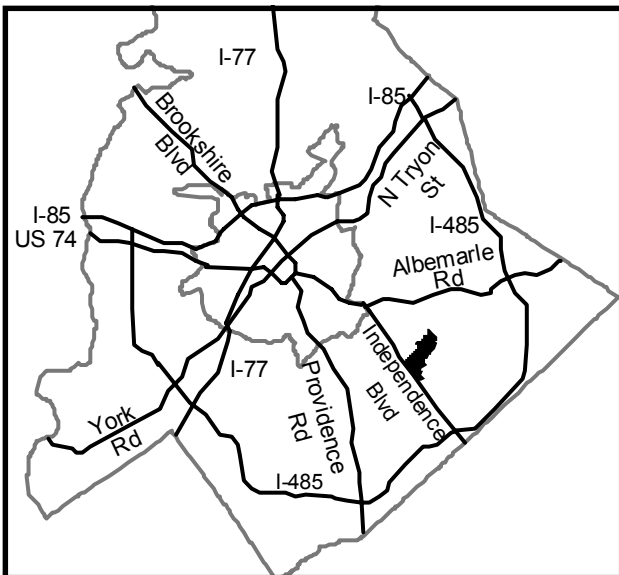 I-77
I-85
Brookshire
Blvd
N Tryon
St
I-85
US 74
I-485
Albemarle
Rd
Independence
Blvd
I-77
Providence
Rd
York
Rd
I-485